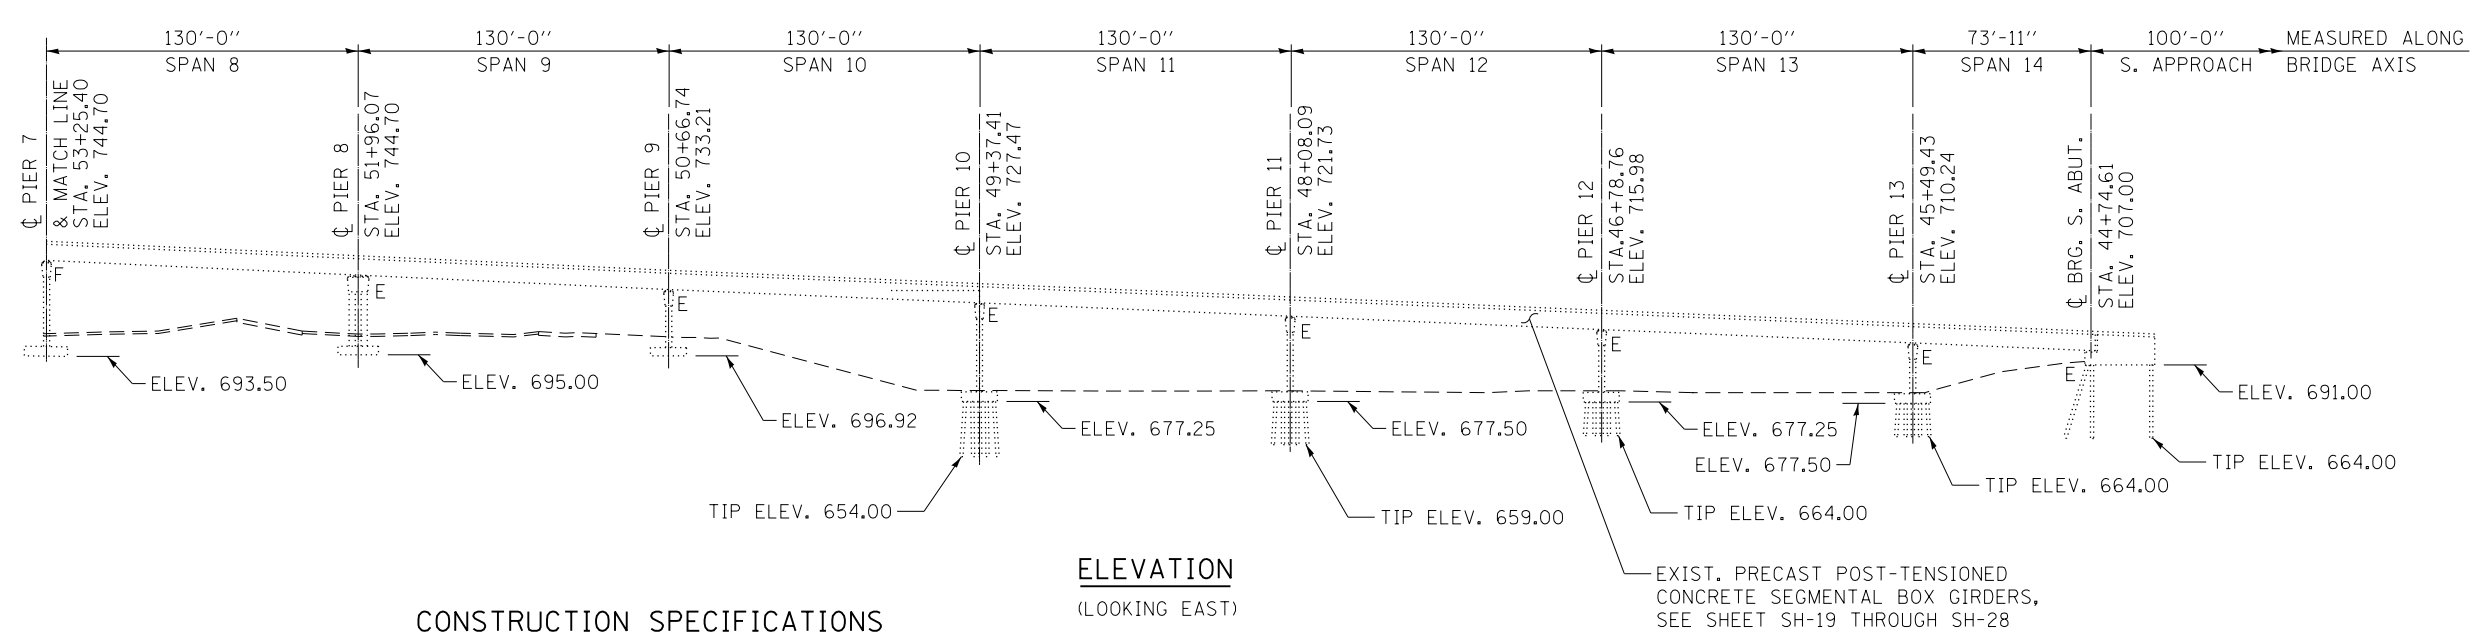 130'-0"
130'-0"
130'-0"
130'-0"
130'-0"
130'-0"
73'-11"
100'-0"
MEASURED ALONG
SPAN 8
SPAN 9
SPAN 10
SPAN 11
SPAN 12
SPAN 13
SPAN 14
S. APPROACH
BRIDGE AXIS
℄ PIER 7
& MATCH LINE
STA. 53+25.40
ELEV. 744.70
℄ PIER 8
STA. 51+96.07
ELEV. 744.70
℄ PIER 9
STA. 50+66.74
ELEV. 733.21
℄ PIER 10
STA. 49+37.41
ELEV. 727.47
℄ PIER 11
STA. 48+08.09
ELEV. 721.73
℄ PIER 12
STA.46+78.76
ELEV. 715.98
℄ PIER 13
STA. 45+49.43
ELEV. 710.24
℄ BRG. S. ABUT.
STA. 44+74.61
ELEV. 707.00
F
E
E
E
E
E
E
E
ELEV. 693.50
ELEV. 695.00
ELEV. 696.92
ELEV. 677.25
ELEV. 677.50
ELEV. 677.25
ELEV. 677.50
ELEV. 691.00
TIP ELEV. 654.00
TIP ELEV. 659.00
TIP ELEV. 664.00
TIP ELEV. 664.00
TIP ELEV. 664.00
ELEVATION
(LOOKING EAST)
EXIST. PRECAST POST-TENSIONED
CONCRETE SEGMENTAL BOX GIRDERS,
SEE SHEET SH-19 THROUGH SH-28
CONSTRUCTION SPECIFICATIONS